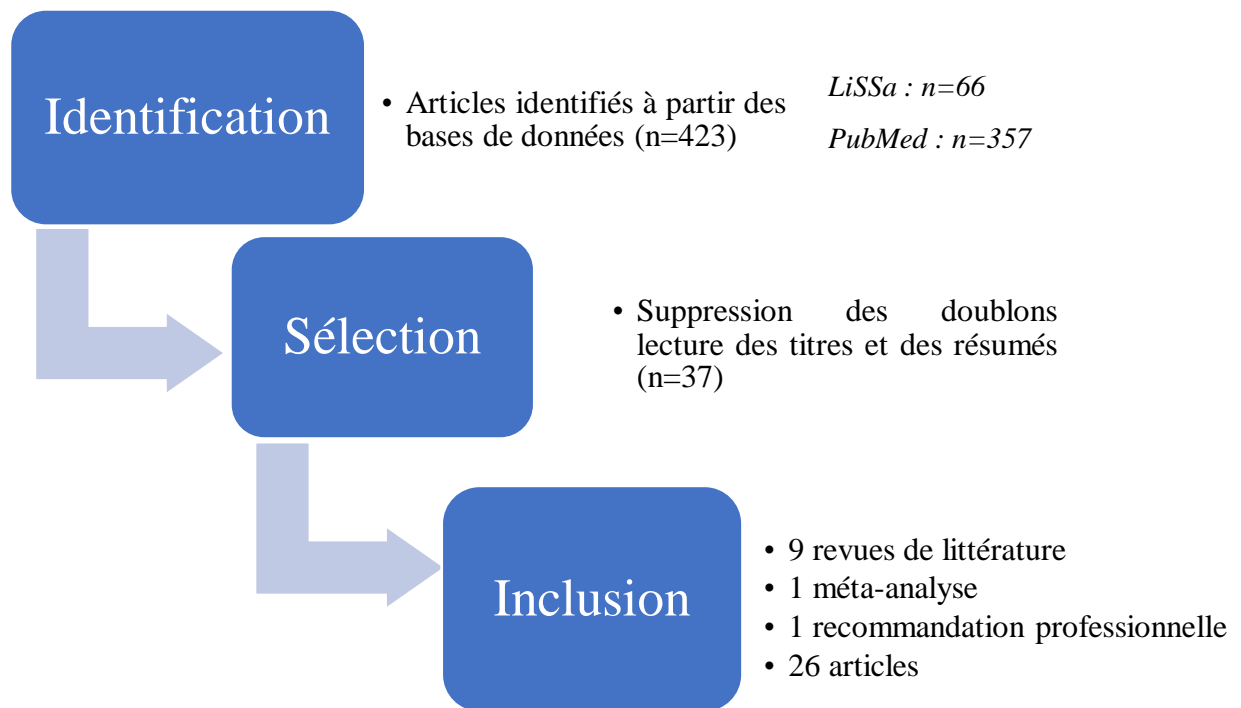 Identification
• Articles identifiés à partir des
bases de données (n=423)
LiSSa : n=66
PubMed : n=357
Sélection
• Suppression des doublons
lecture des titres et des résumés
(n=37)
Inclusion
• 9 revues de littérature
• 1 méta-analyse
• 1 recommandation professionnelle
• 26 articles